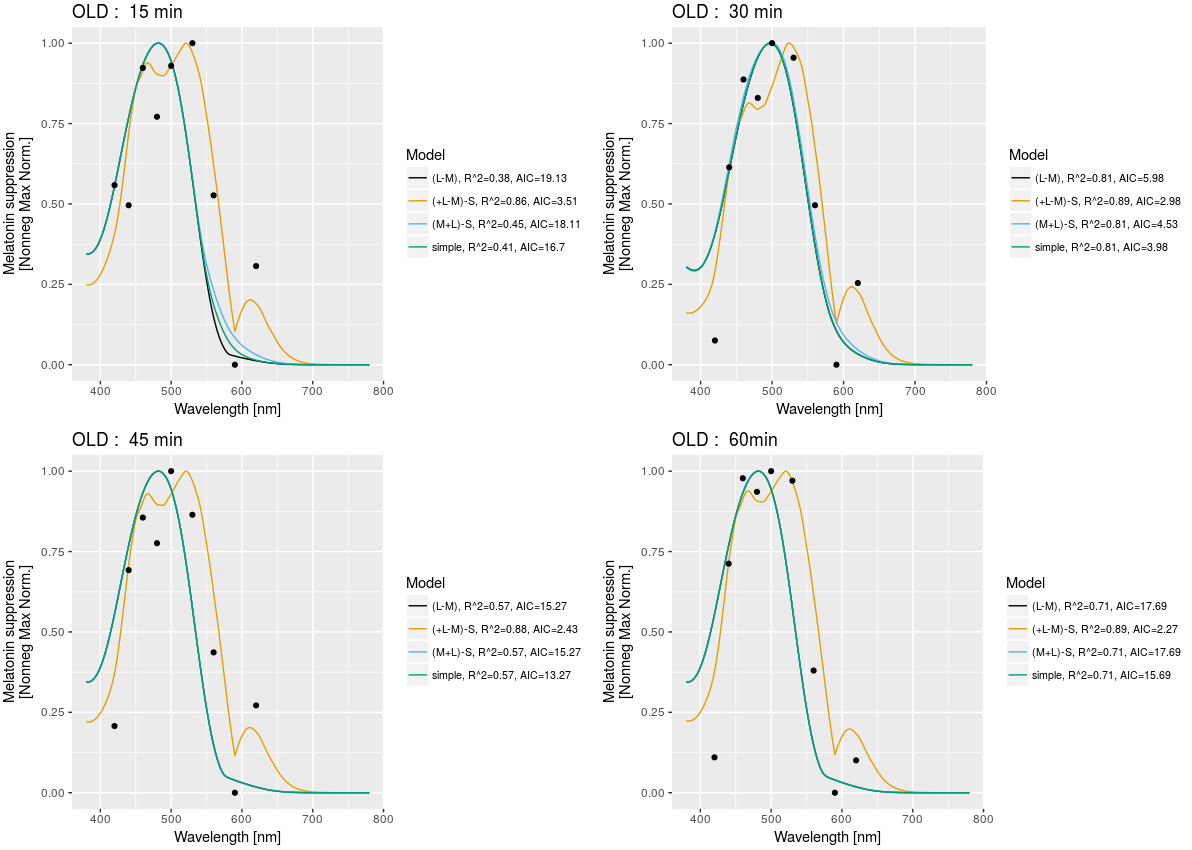 OLD :  15 min
Melatonin suppression
[Nonneg Max Norm.]
1.00
0.75
0.50
0.25
0.00
400
500
600
700
800
Wavelength [nm]
Model
(L-M), R^2=0.38, AIC=19.13
(+L-M)-S, R^2=0.86, AIC=3.51
(M+L)-S, R^2=0.45, AIC=18.11
simple, R^2=0.41, AIC=16.7
OLD :  30 min
Melatonin suppression
[Nonneg Max Norm.]
1.00
0.75
0.50
0.25
0.00
400
500
600
700
800
Wavelength [nm]
Model
(L-M), R^2=0.81, AIC=5.98
(+L-M)-S, R^2=0.89, AIC=2.98
(M+L)-S, R^2=0.81, AIC=4.53
simple, R^2=0.81, AIC=3.98
OLD :  45 min
Melatonin suppression
[Nonneg Max Norm.]
1.00
0.75
0.50
0.25
0.00
400
500
600
700
800
Wavelength [nm]
Model
(L-M), R^2=0.57, AIC=15.27
(+L-M)-S, R^2=0.88, AIC=2.43
(M+L)-S, R^2=0.57, AIC=15.27
simple, R^2=0.57, AIC=13.27
OLD :  60min
Melatonin suppression
[Nonneg Max Norm.]
1.00
0.75
0.50
0.25
0.00
400
500
600
700
800
Wavelength [nm]
Model
(L-M), R^2=0.71, AIC=17.69
(+L-M)-S, R^2=0.89, AIC=2.27
(M+L)-S, R^2=0.71, AIC=17.69
simple, R^2=0.71, AIC=15.69